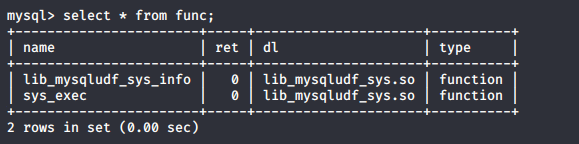 mysql> select * from func;
+----------------------+-----+---------------------+----------+
| name                 | ret | dl                  | type     |
+----------------------+-----+---------------------+----------+
| lib_mysqludf_sys_info |   0 | lib_mysqludf_sys.so | function |
| sys_exec             |   0 | lib_mysqludf_sys.so | function |
+----------------------+-----+---------------------+----------+
2 rows in set (0.00 sec)